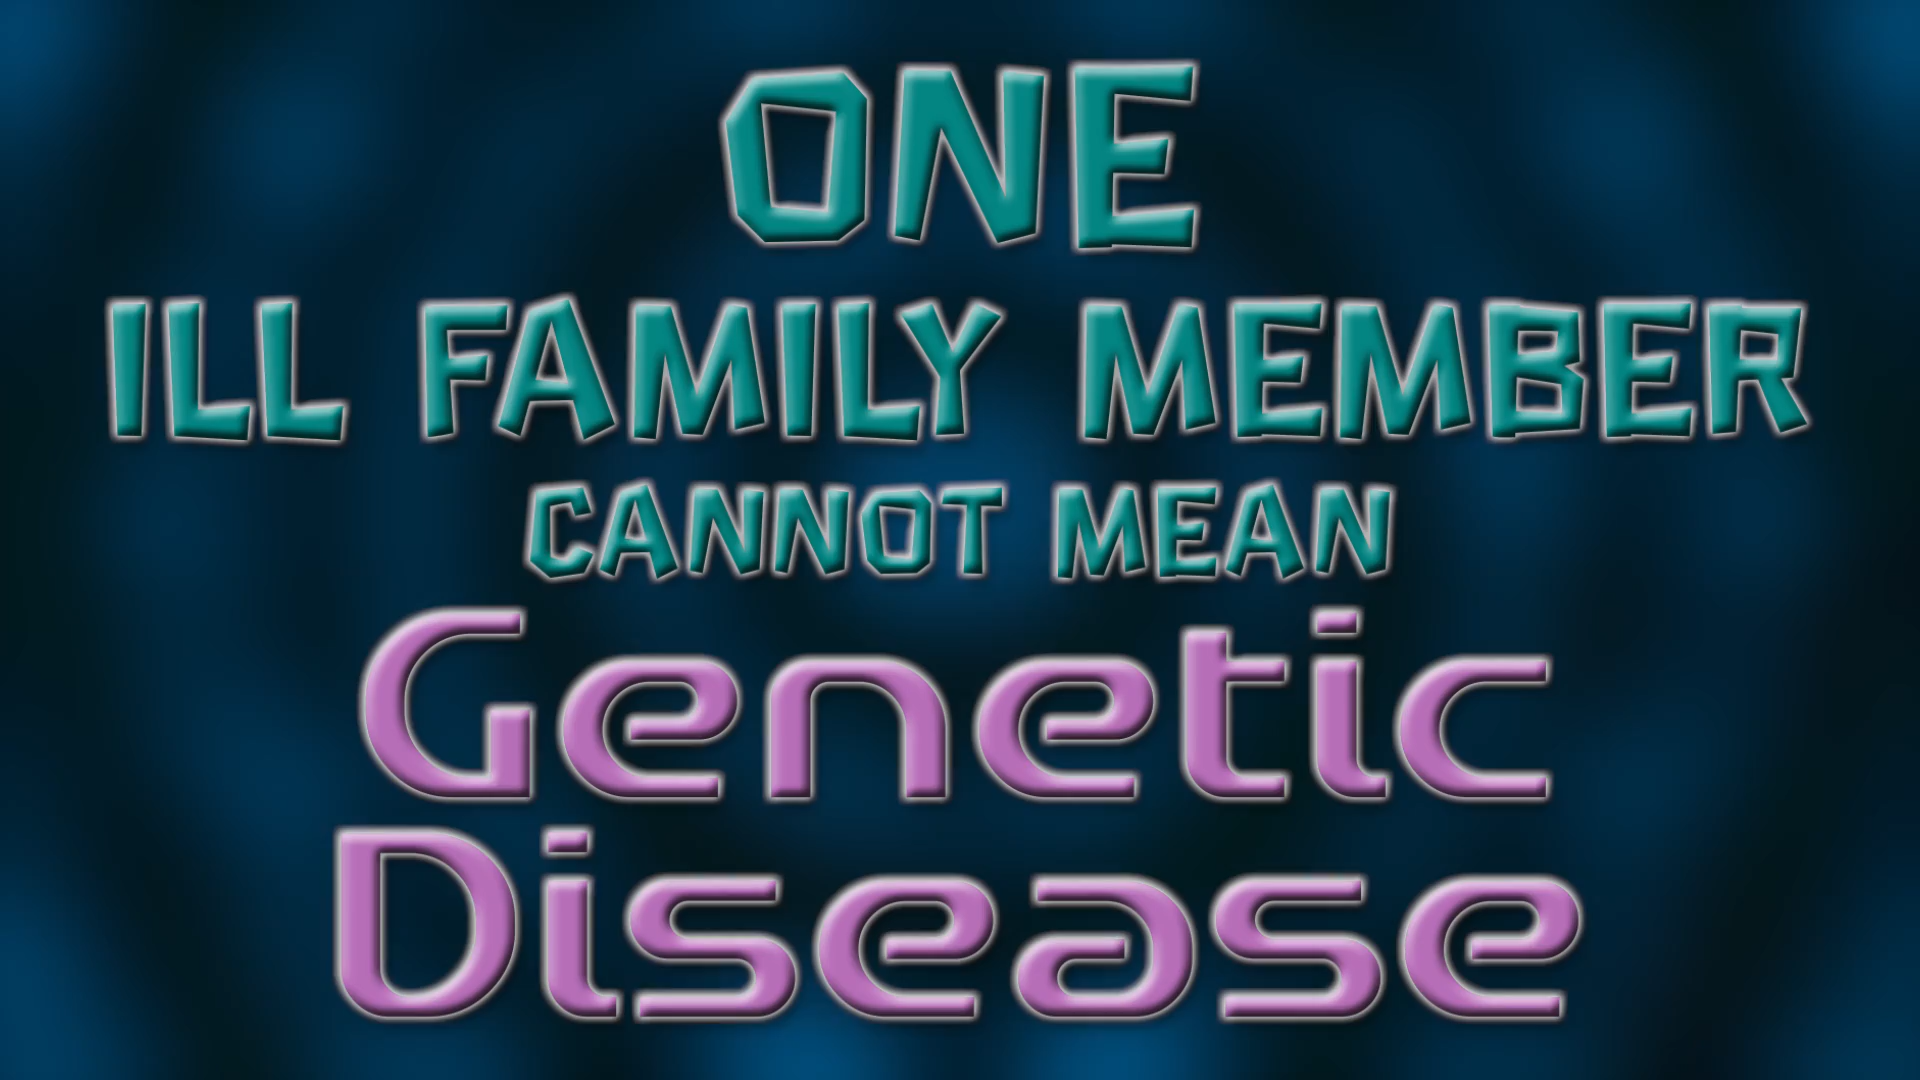 ONE
ILL FAMILY MEMBER
CANNOT MEAN
Genetic
Disease